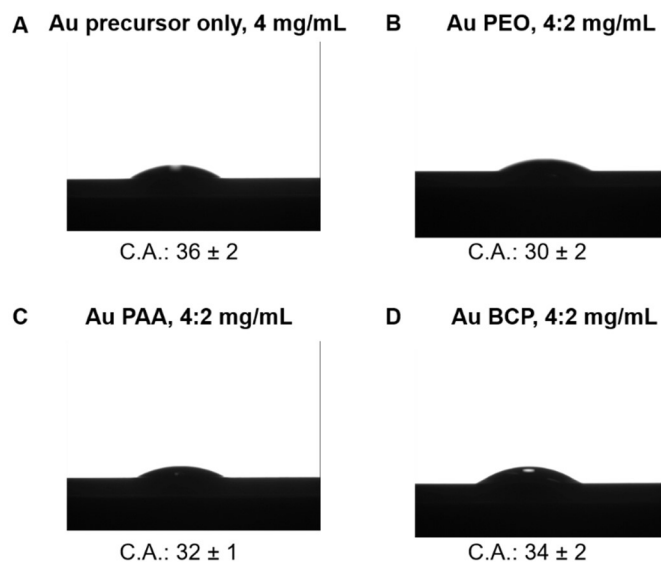 A Au precursor only, 4 mg/mL
B Au PEO, 4:2 mg/mL
C.A.: 36 ± 2
C.A.: 30 ± 2
C Au PAA, 4:2 mg/mL
D Au BCP, 4:2 mg/mL
C.A.: 32 ± 1
C.A.: 34 ± 2